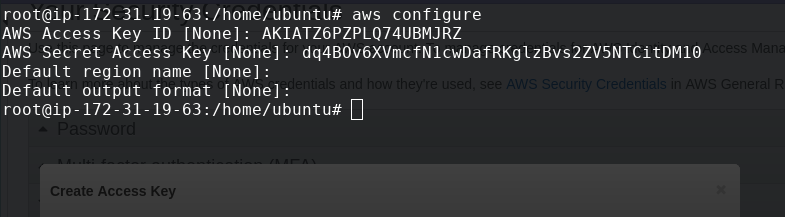 root@ip-172-31-19-63:/home/ubuntu# aws configure
AWS Access Key ID [None]: AKIATZ6PZPLQ74UBMJRZ
AWS Secret Access Key [None]: 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
Default region name [None]:
Default output format [None]:
root@ip-172-31-19-63:/home/ubuntu#
and how they're used, see AWS Security Credentials in AWS General
Password
Multi-factor authentication (MFA)
Create Access Key